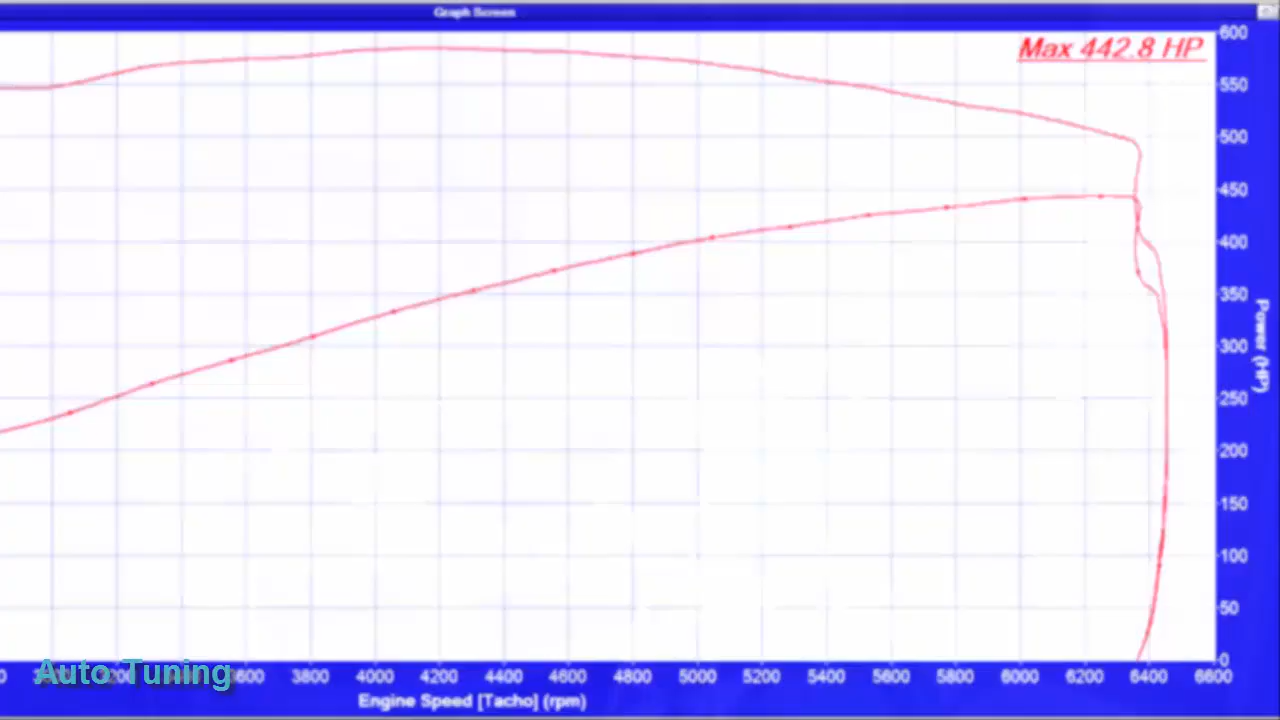 Graph Screen
Max 442.8 HP
600
550
500
450
400
350
300
250
200
150
100
50
0
Power (HP)
3800 4000 4200 4400 4600 4800 5000 5200 5400 5600 5800 6000 6200 6400 6600
Engine Speed [Tacho] (rpm)
Auto Tuning